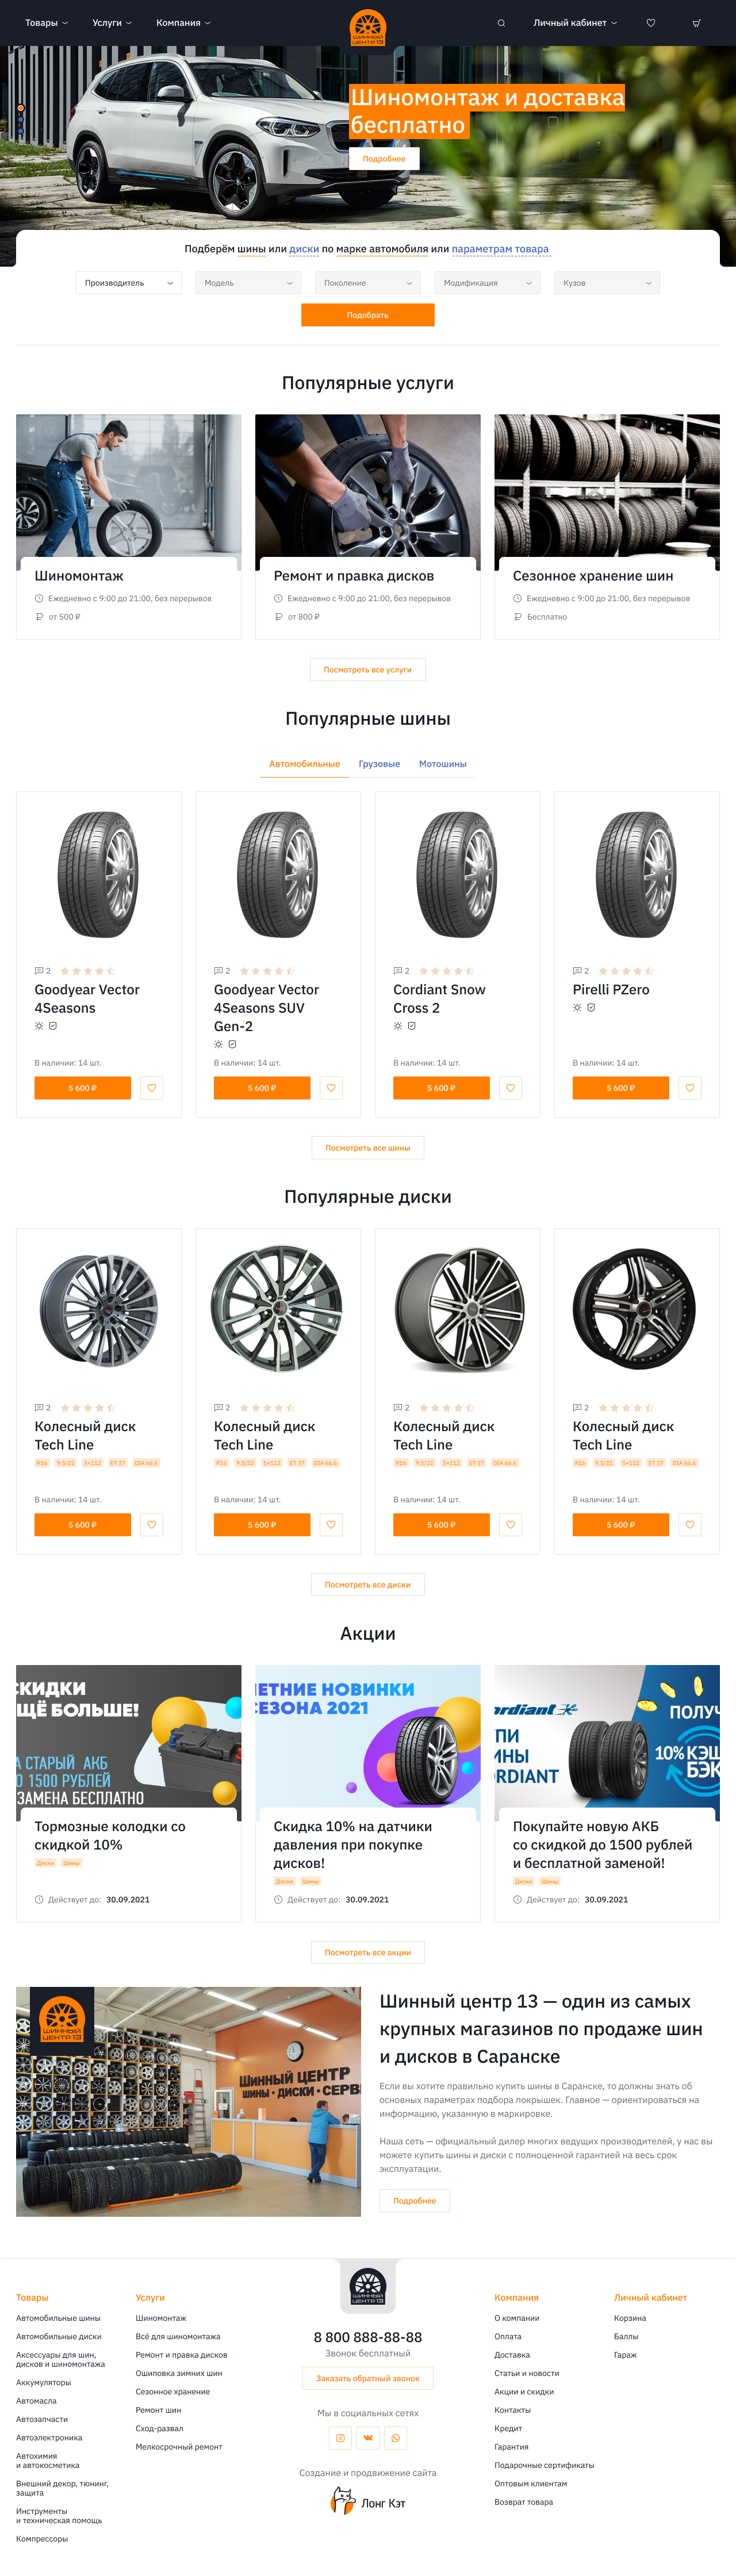 Товары
Услуги
Компания
ШИННЫЙ
ЦЕНТР 13
Личный кабинет
Шиномонтаж и доставка
бесплатно
Подробнее
Подберём шины или диски по марке автомобиля или параметрам товара
Производитель
Модель
Поколение
Модификация
Кузов
Подобрать
Популярные услуги
Шиномонтаж
Ежедневно с 9:00 до 21:00, без перерывов
от 500 ₽
Ремонт и правка дисков
Ежедневно с 9:00 до 21:00, без перерывов
от 800 ₽
Сезонное хранение шин
Ежедневно с 9:00 до 21:00, без перерывов
Бесплатно
Посмотреть все услуги
Популярные шины
Автомобильные
Грузовые
Мотошины
2
Goodyear Vector
4Seasons
В наличии: 14 шт.
5 600 ₽
2
Goodyear Vector
4Seasons SUV
Gen-2
В наличии: 14 шт.
5 600 ₽
2
Cordiant Snow
Cross 2
В наличии: 14 шт.
5 600 ₽
2
Pirelli PZero
В наличии: 14 шт.
5 600 ₽
Посмотреть все шины
Популярные диски
2
Колесный диск
Tech Line
R16 9.5/22 5×112 ET 37 DIA 66.6
В наличии: 14 шт.
5 600 ₽
2
Колесный диск
Tech Line
R16 9.5/22 5×112 ET 37 DIA 66.6
В наличии: 14 шт.
5 600 ₽
2
Колесный диск
Tech Line
R16 9.5/22 5×112 ET 37 DIA 66.6
В наличии: 14 шт.
5 600 ₽
2
Колесный диск
Tech Line
R16 9.5/22 5×112 ET 37 DIA 66.6
В наличии: 14 шт.
5 600 ₽
Посмотреть все диски
Акции
СКИДКИ
ЩЁ БОЛЬШЕ!
А СТАРЫЙ АКБ
О 1500 РУБЛЕЙ
ЗАМЕНА БЕСПЛАТНО
Тормозные колодки со
скидкой 10%
Диски Шины
Действует до: 30.09.2021
ЕТНИЕ НОВИНКИ
СЕЗОНА 2021
Скидка 10% на датчики
давления при покупке
дисков!
Диски Шины
Действует до: 30.09.2021
ordiant
ПОЛУЧ
ПИ
ИНЫ
ORDIANT
10% КЭШ
БЭК
Покупайте новую АКБ
со скидкой до 1500 рублей
и бесплатной заменой!
Диски Шины
Действует до: 30.09.2021
Посмотреть все акции
ШИННЫЙ
ЦЕНТР 13
ШИННЫЙ ЦЕНТР
ШИНЫ · ДИСКИ · СЕРВ
Шинный центр 13 — один из самых
крупных магазинов по продаже шин
и дисков в Саранске
Если вы хотите правильно купить шины в Саранске, то должны знать об
основных параметрах подбора покрышек. Главное — ориентироваться на
информацию, указанную в маркировке.
Наша сеть — официальный дилер многих ведущих производителей, у нас вы
можете купить шины и диски с полноценной гарантией на весь срок
эксплуатации.
Подробнее
Товары
Автомобильные шины
Автомобильные диски
Аксессуары для шин,
дисков и шиномонтажа
Аккумуляторы
Автомасла
Автозапчасти
Автоэлектроника
Автохимия
и автокосметика
Внешний декор, тюнинг,
защита
Инструменты
и техническая помощь
Компрессоры
Услуги
Шиномонтаж
Всё для шиномонтажа
Ремонт и правка дисков
Ошиповка зимних шин
Сезонное хранение
Ремонт шин
Сход-развал
Мелкосрочный ремонт
ШИННЫЙ
ЦЕНТР 13
8 800 888-88-88
Звонок бесплатный
Заказать обратный звонок
Мы в социальных сетях
Создание и продвижение сайта
Лонг Кэт
Компания
О компании
Оплата
Доставка
Статьи и новости
Акции и скидки
Контакты
Кредит
Гарантия
Подарочные сертификаты
Оптовым клиентам
Возврат товара
Личный кабинет
Корзина
Баллы
Гараж